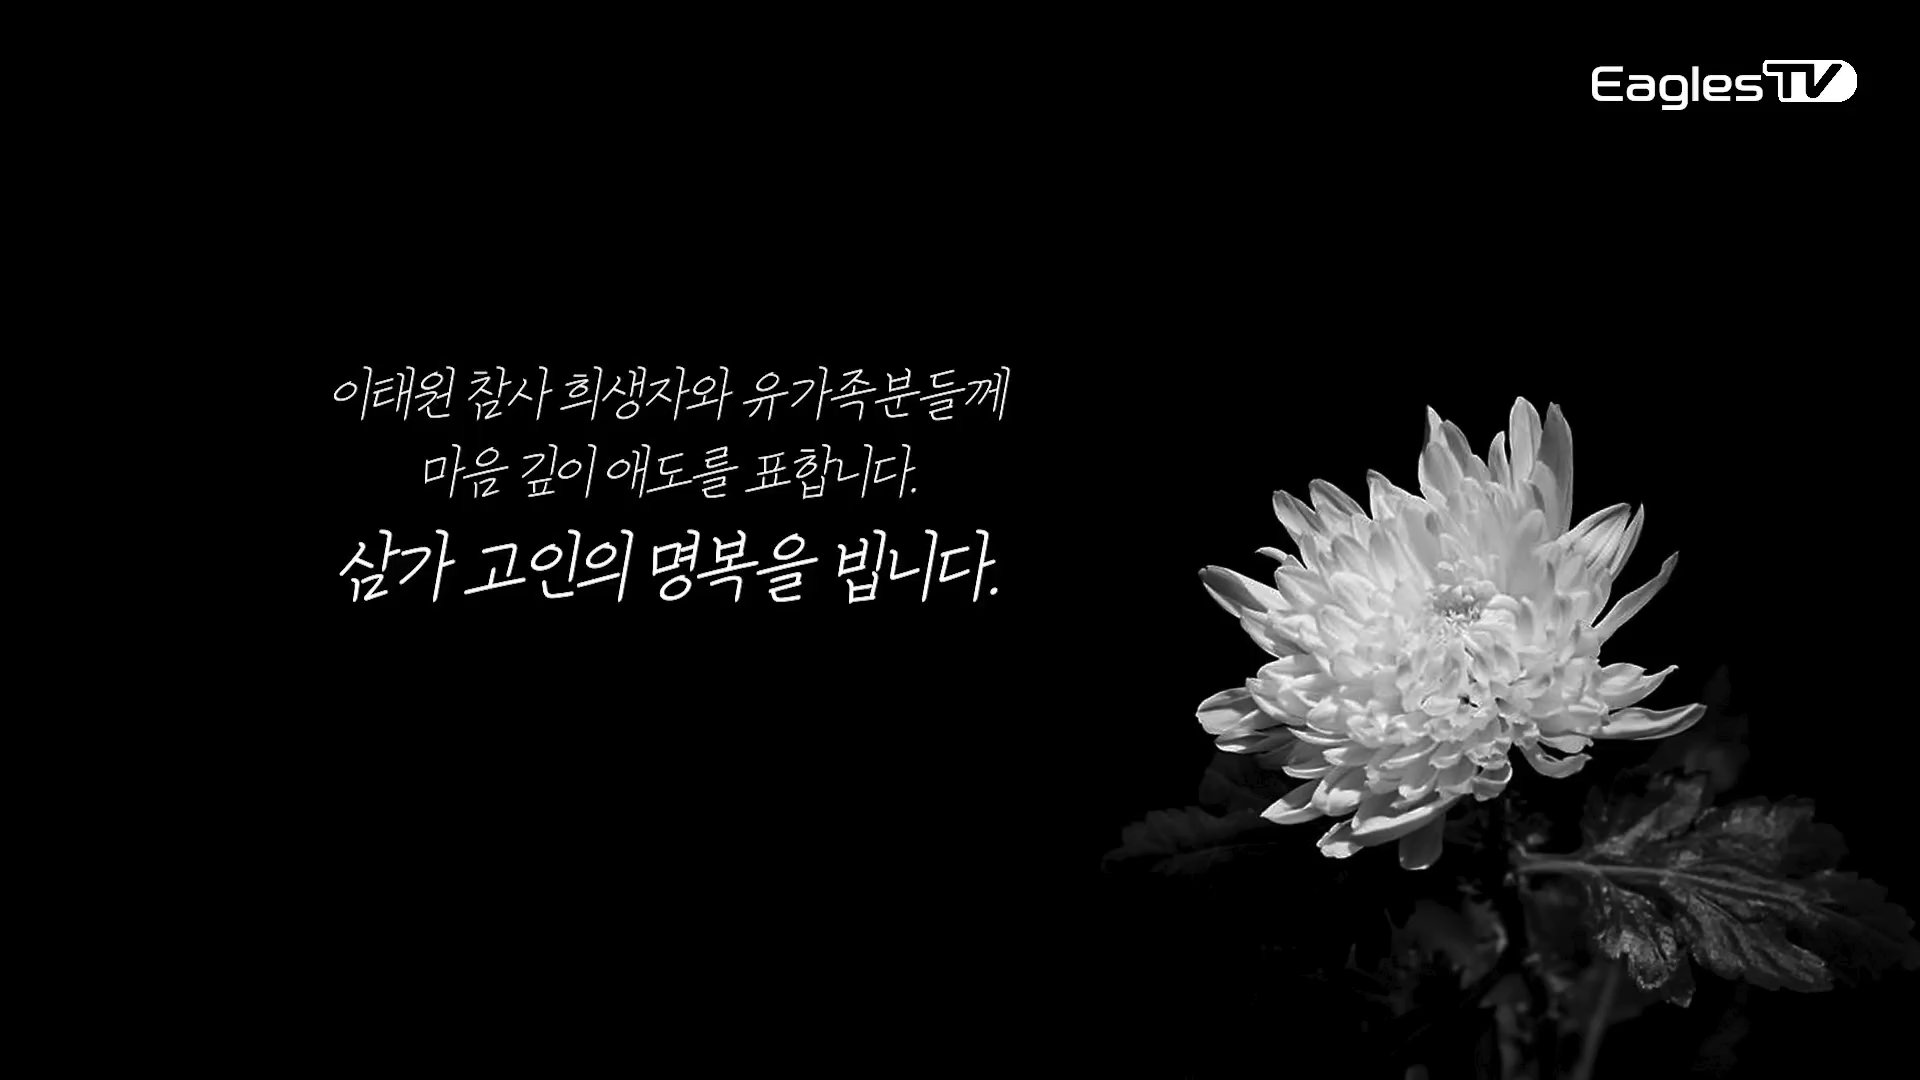 EaglesTV
이태원 참사 희생자와 유가족분들께
마음 깊이 애도를 표합니다.
삼가 고인의 명복을 빕니다.